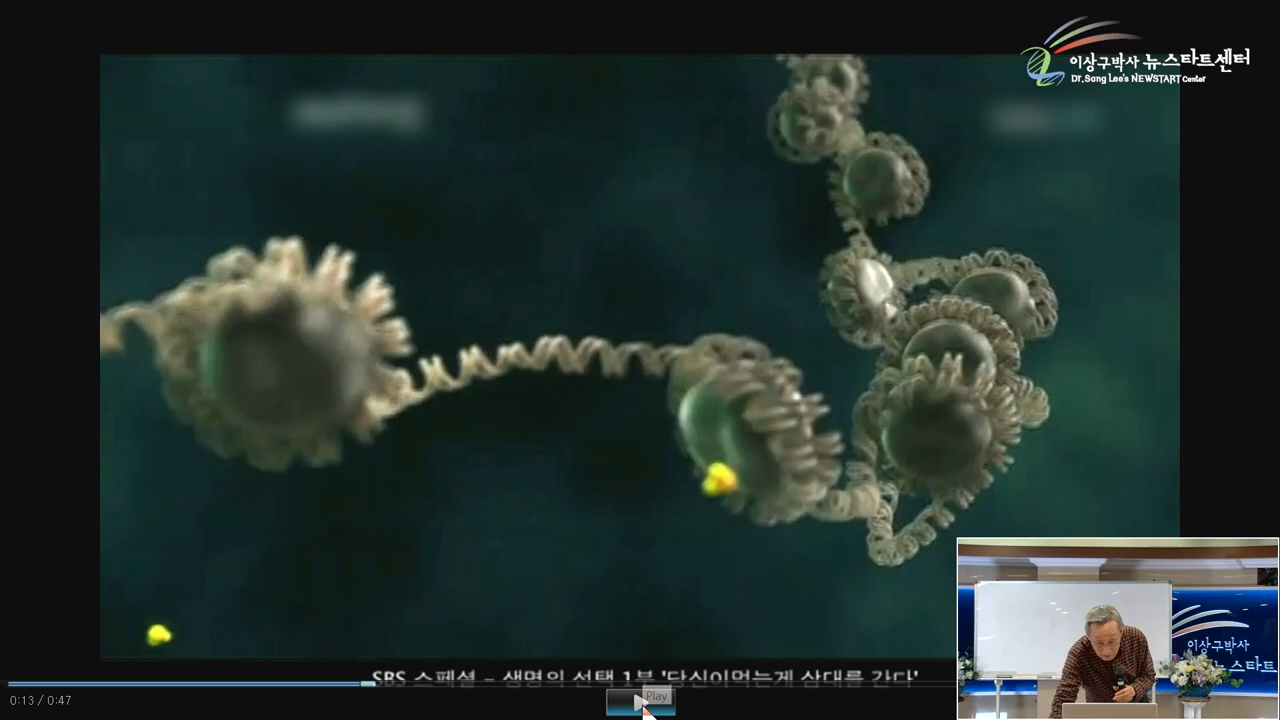 이상구박사 뉴스타트센터
Dr.Sang Lee's NEWSTART Center
SBS 스페셜 - 생명의 선택 1부 '당신이먹는게 삼대를 간다'
Play
0:13 / 0:47
이상구박사
뉴 스타트